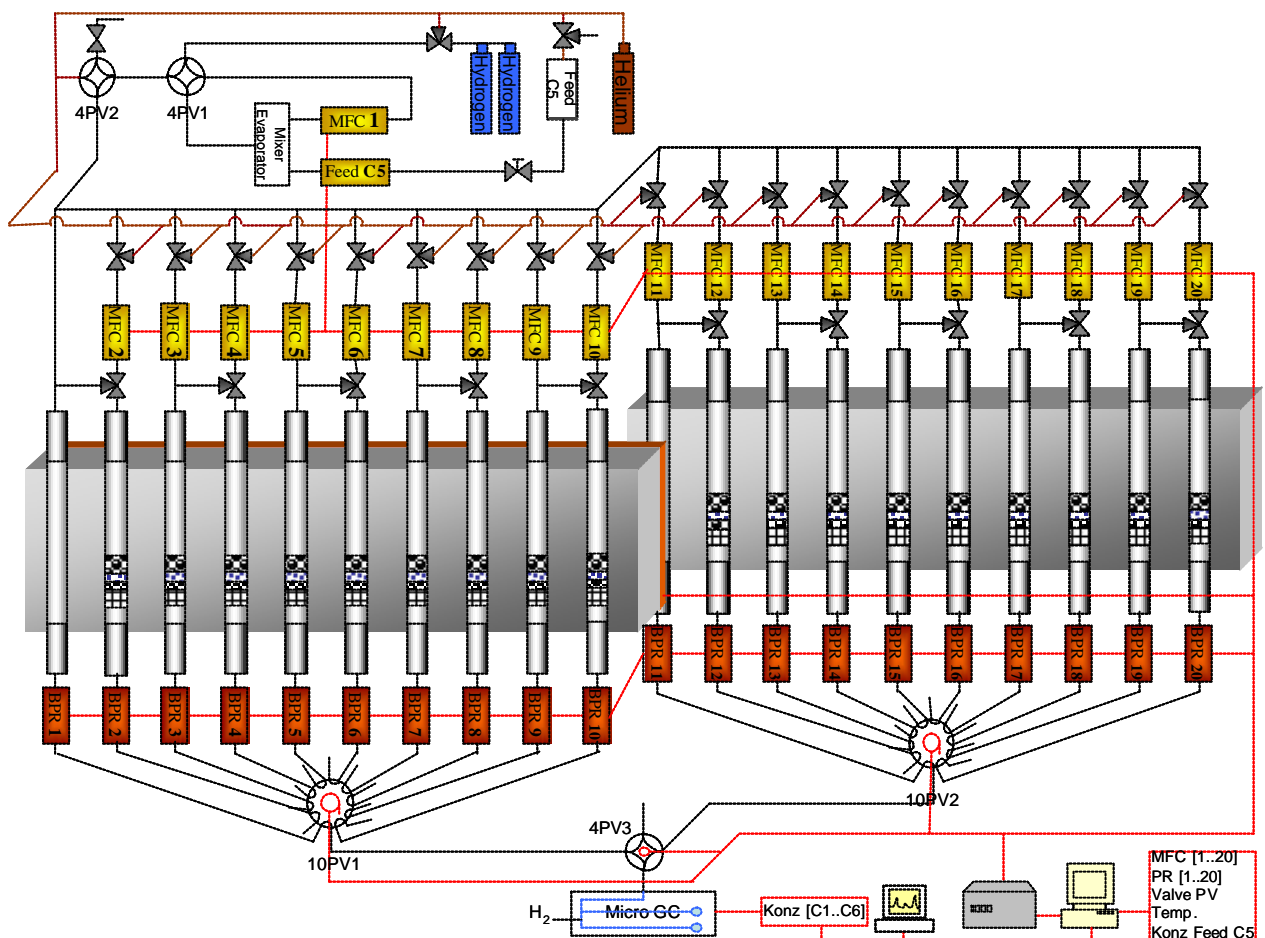 Hydrogen
Hydrogen
Feed
C5
Helium
4PV2
4PV1
Mixer
Evaporator
MFC 1
Feed C5
MFC 11
MFC 12
MFC 13
MFC 14
MFC 15
MFC 16
MFC 17
MFC 18
MFC 19
MFC 20
MFC 2
MFC 3
MFC 4
MFC 5
MFC 6
MFC 7
MFC 8
MFC 9
MFC 10
BPR 11
BPR 12
BPR 13
BPR 14
BPR 15
BPR 16
BPR 17
BPR 18
BPR 19
BPR 20
BPR 1
BPR 2
BPR 3
BPR 4
BPR 5
BPR 6
BPR 7
BPR 8
BPR 9
BPR 10
10PV2
4PV3
10PV1
H2
Micro GC
Konz [C1..C6]
MFC [1..20]
PR [1..20]
Valve PV
Temp.
Konz Feed C5